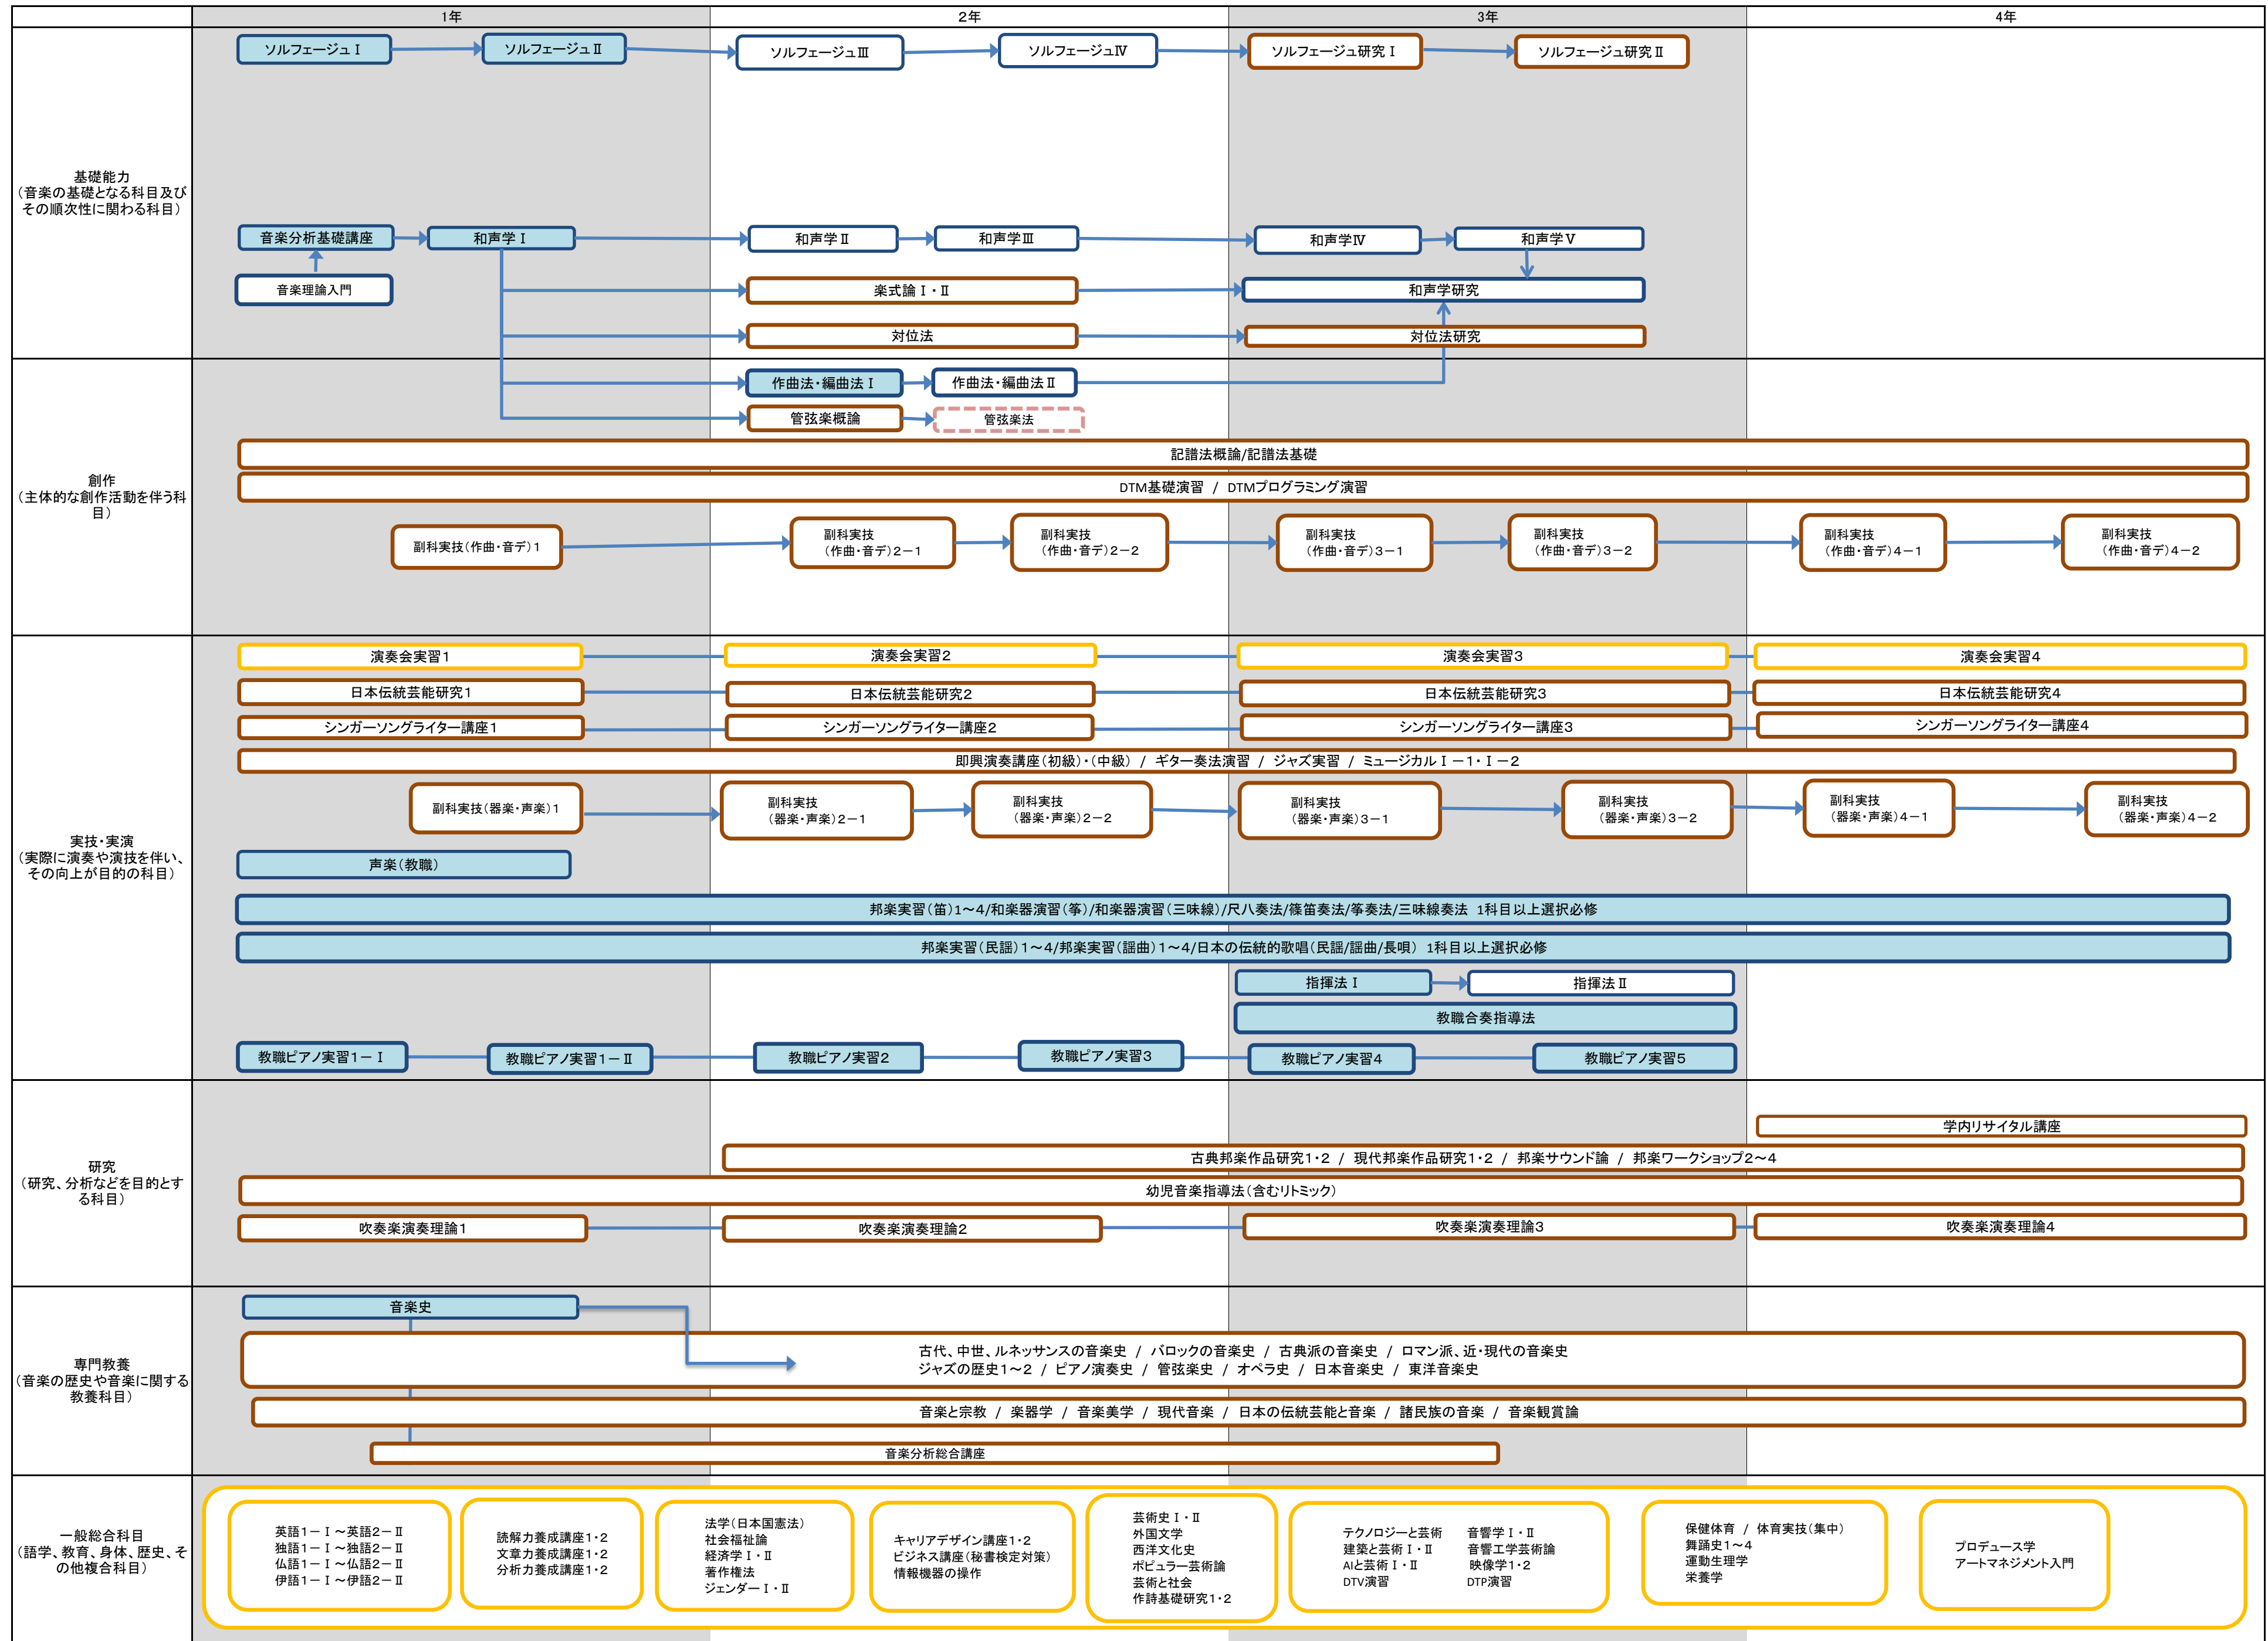 1年
2年
3年
4年
基礎能力
（音楽の基礎となる科目及び
その順次性に関わる科目）
ソルフェージュⅠ
ソルフェージュⅡ
ソルフェージュⅢ
ソルフェージュⅣ
ソルフェージュ研究Ⅰ
ソルフェージュ研究Ⅱ
音楽分析基礎講座
和声学Ⅰ
和声学Ⅱ
和声学Ⅲ
和声学Ⅳ
和声学Ⅴ
音楽理論入門
楽式論Ⅰ・Ⅱ
和声学研究
対位法
対位法研究
創作
（主体的な創作活動を伴う科
目）
作曲法・編曲法Ⅰ
作曲法・編曲法Ⅱ
管弦楽概論
管弦楽法
記譜法概論/記譜法基礎
DTM基礎演習 / DTMプログラミング演習
副科実技（作曲・音デ）1
副科実技
（作曲・音デ）2－1
副科実技
（作曲・音デ）2－2
副科実技
（作曲・音デ）3－1
副科実技
（作曲・音デ）3－2
副科実技
（作曲・音デ）4－1
副科実技
（作曲・音デ）4－2
実技・実演
（実際に演奏や演技を伴い、
その向上が目的の科目）
演奏会実習1
演奏会実習2
演奏会実習3
演奏会実習4
日本伝統芸能研究1
日本伝統芸能研究2
日本伝統芸能研究3
日本伝統芸能研究4
シンガーソングライター講座1
シンガーソングライター講座2
シンガーソングライター講座3
シンガーソングライター講座4
即興演奏講座（初級）・（中級） / ギター奏法演習 / ジャズ実習 / ミュージカルⅠ－1・Ⅰ－2
副科実技（器楽・声楽）1
副科実技
（器楽・声楽）2－1
副科実技
（器楽・声楽）2－2
副科実技
（器楽・声楽）3－1
副科実技
（器楽・声楽）3－2
副科実技
（器楽・声楽）4－1
副科実技
（器楽・声楽）4－2
声楽（教職）
邦楽実習（笛）1～4/和楽器演習（箏）/和楽器演習（三味線）/尺八奏法/篠笛奏法/箏奏法/三味線奏法 1科目以上選択必修
邦楽実習（民謡）1～4/邦楽実習（謡曲）1～4/日本の伝統的歌唱（民謡/謡曲/長唄） 1科目以上選択必修
指揮法Ⅰ
指揮法Ⅱ
教職合奏指導法
教職ピアノ実習1－Ⅰ
教職ピアノ実習1－Ⅱ
教職ピアノ実習2
教職ピアノ実習3
教職ピアノ実習4
教職ピアノ実習5
研究
（研究、分析などを目的とす
る科目）
学内リサイタル講座
古典邦楽作品研究1・2 / 現代邦楽作品研究1・2 / 邦楽サウンド論 / 邦楽ワークショップ2～4
幼児音楽指導法（含むリトミック）
吹奏楽演奏理論1
吹奏楽演奏理論2
吹奏楽演奏理論3
吹奏楽演奏理論4
専門教養
（音楽の歴史や音楽に関する
教養科目）
音楽史
古代、中世、ルネッサンスの音楽史 / バロックの音楽史 / 古典派の音楽史 / ロマン派、近・現代の音楽史
ジャズの歴史1～2 / ピアノ演奏史 / 管弦楽史 / オペラ史 / 日本音楽史 / 東洋音楽史
音楽と宗教 / 楽器学 / 音楽美学 / 現代音楽 / 日本の伝統芸能と音楽 / 諸民族の音楽 / 音楽観賞論
音楽分析総合講座
一般総合科目
（語学、教育、身体、歴史、そ
の他複合科目）
英語1－Ⅰ～英語2－Ⅱ
独語1－Ⅰ～独語2－Ⅱ
仏語1－Ⅰ～仏語2－Ⅱ
伊語1－Ⅰ～伊語2－Ⅱ
読解力養成講座1・2
文章力養成講座1・2
分析力養成講座1・2
法学（日本国憲法）
社会福祉論
経済学Ⅰ・Ⅱ
著作権法
ジェンダーⅠ・Ⅱ
キャリアデザイン講座1・2
ビジネス講座（秘書検定対策）
情報機器の操作
芸術史Ⅰ・Ⅱ
外国文学
西洋文化史
ポピュラー芸術論
芸術と社会
作詩基礎研究1・2
テクノロジーと芸術 音響学Ⅰ・Ⅱ
建築と芸術Ⅰ・Ⅱ 音響工学芸術論
AIと芸術Ⅰ・Ⅱ 映像学1・2
DTV演習 DTP演習
保健体育 / 体育実技（集中）
舞踊史1～4
運動生理学
栄養学
プロデュース学
アートマネジメント入門